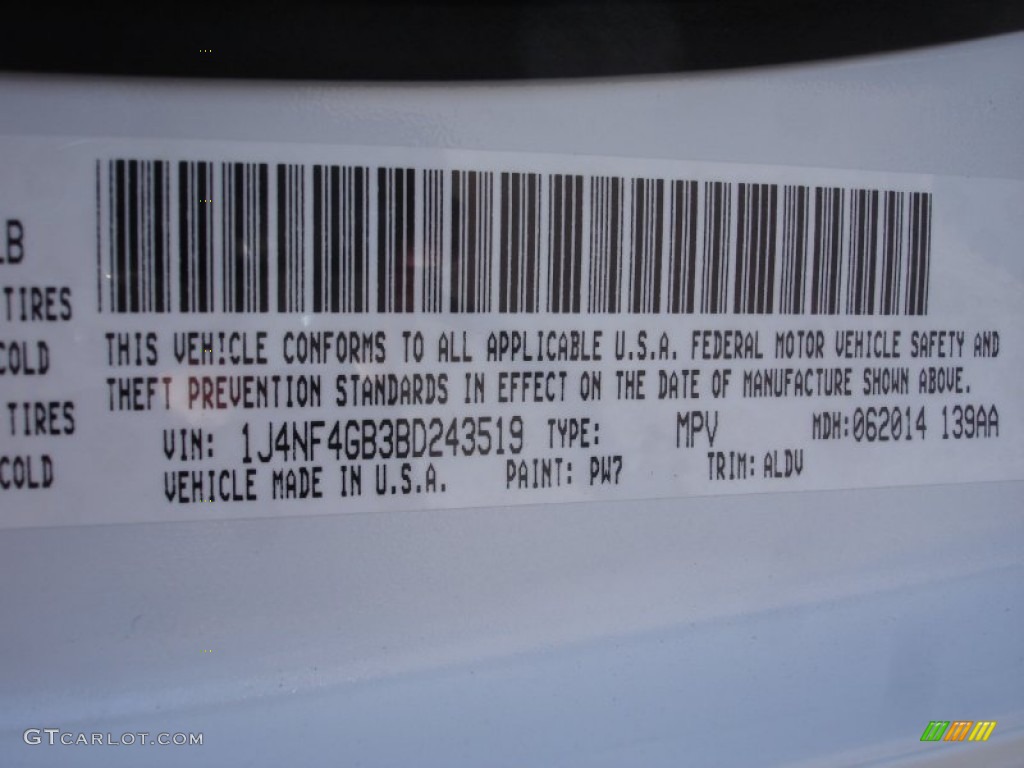 LB
TIRES
COLD
TIRES
COLD
THIS VEHICLE CONFORMS TO ALL APPLICABLE U.S.A. FEDERAL MOTOR VEHICLE SAFETY AND
THEFT PREVENTION STANDARDS IN EFFECT ON THE DATE OF MANUFACTURE SHOWN ABOVE.
VIN: 1J4NF4GB3BD243519 TYPE: MPV MDH:062014 139AA
VEHICLE MADE IN U.S.A. PAINT: PW7 TRIM: ALDV
GTCARLOT.COM